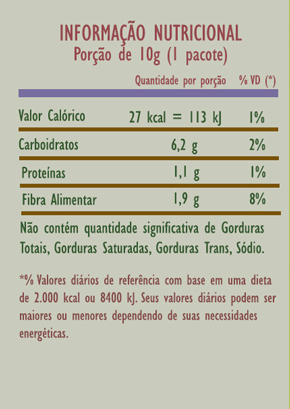 INFORMAÇÃO NUTRICIONAL
Porção de 10g (1 pacote)
Quantidade por porção % VD (*)
Valor Calórico 27 kcal = 113 kJ 1%
Carboidratos 6,2 g 2%
Proteínas 1,1 g 1%
Fibra Alimentar 1,9 g 8%
Não contém quantidade significativa de Gorduras
Totais, Gorduras Saturadas, Gorduras Trans, Sódio.
*% Valores diários de referência com base em uma dieta
de 2.000 kcal ou 8400 kJ. Seus valores diários podem ser
maiores ou menores dependendo de suas necessidades
energéticas.